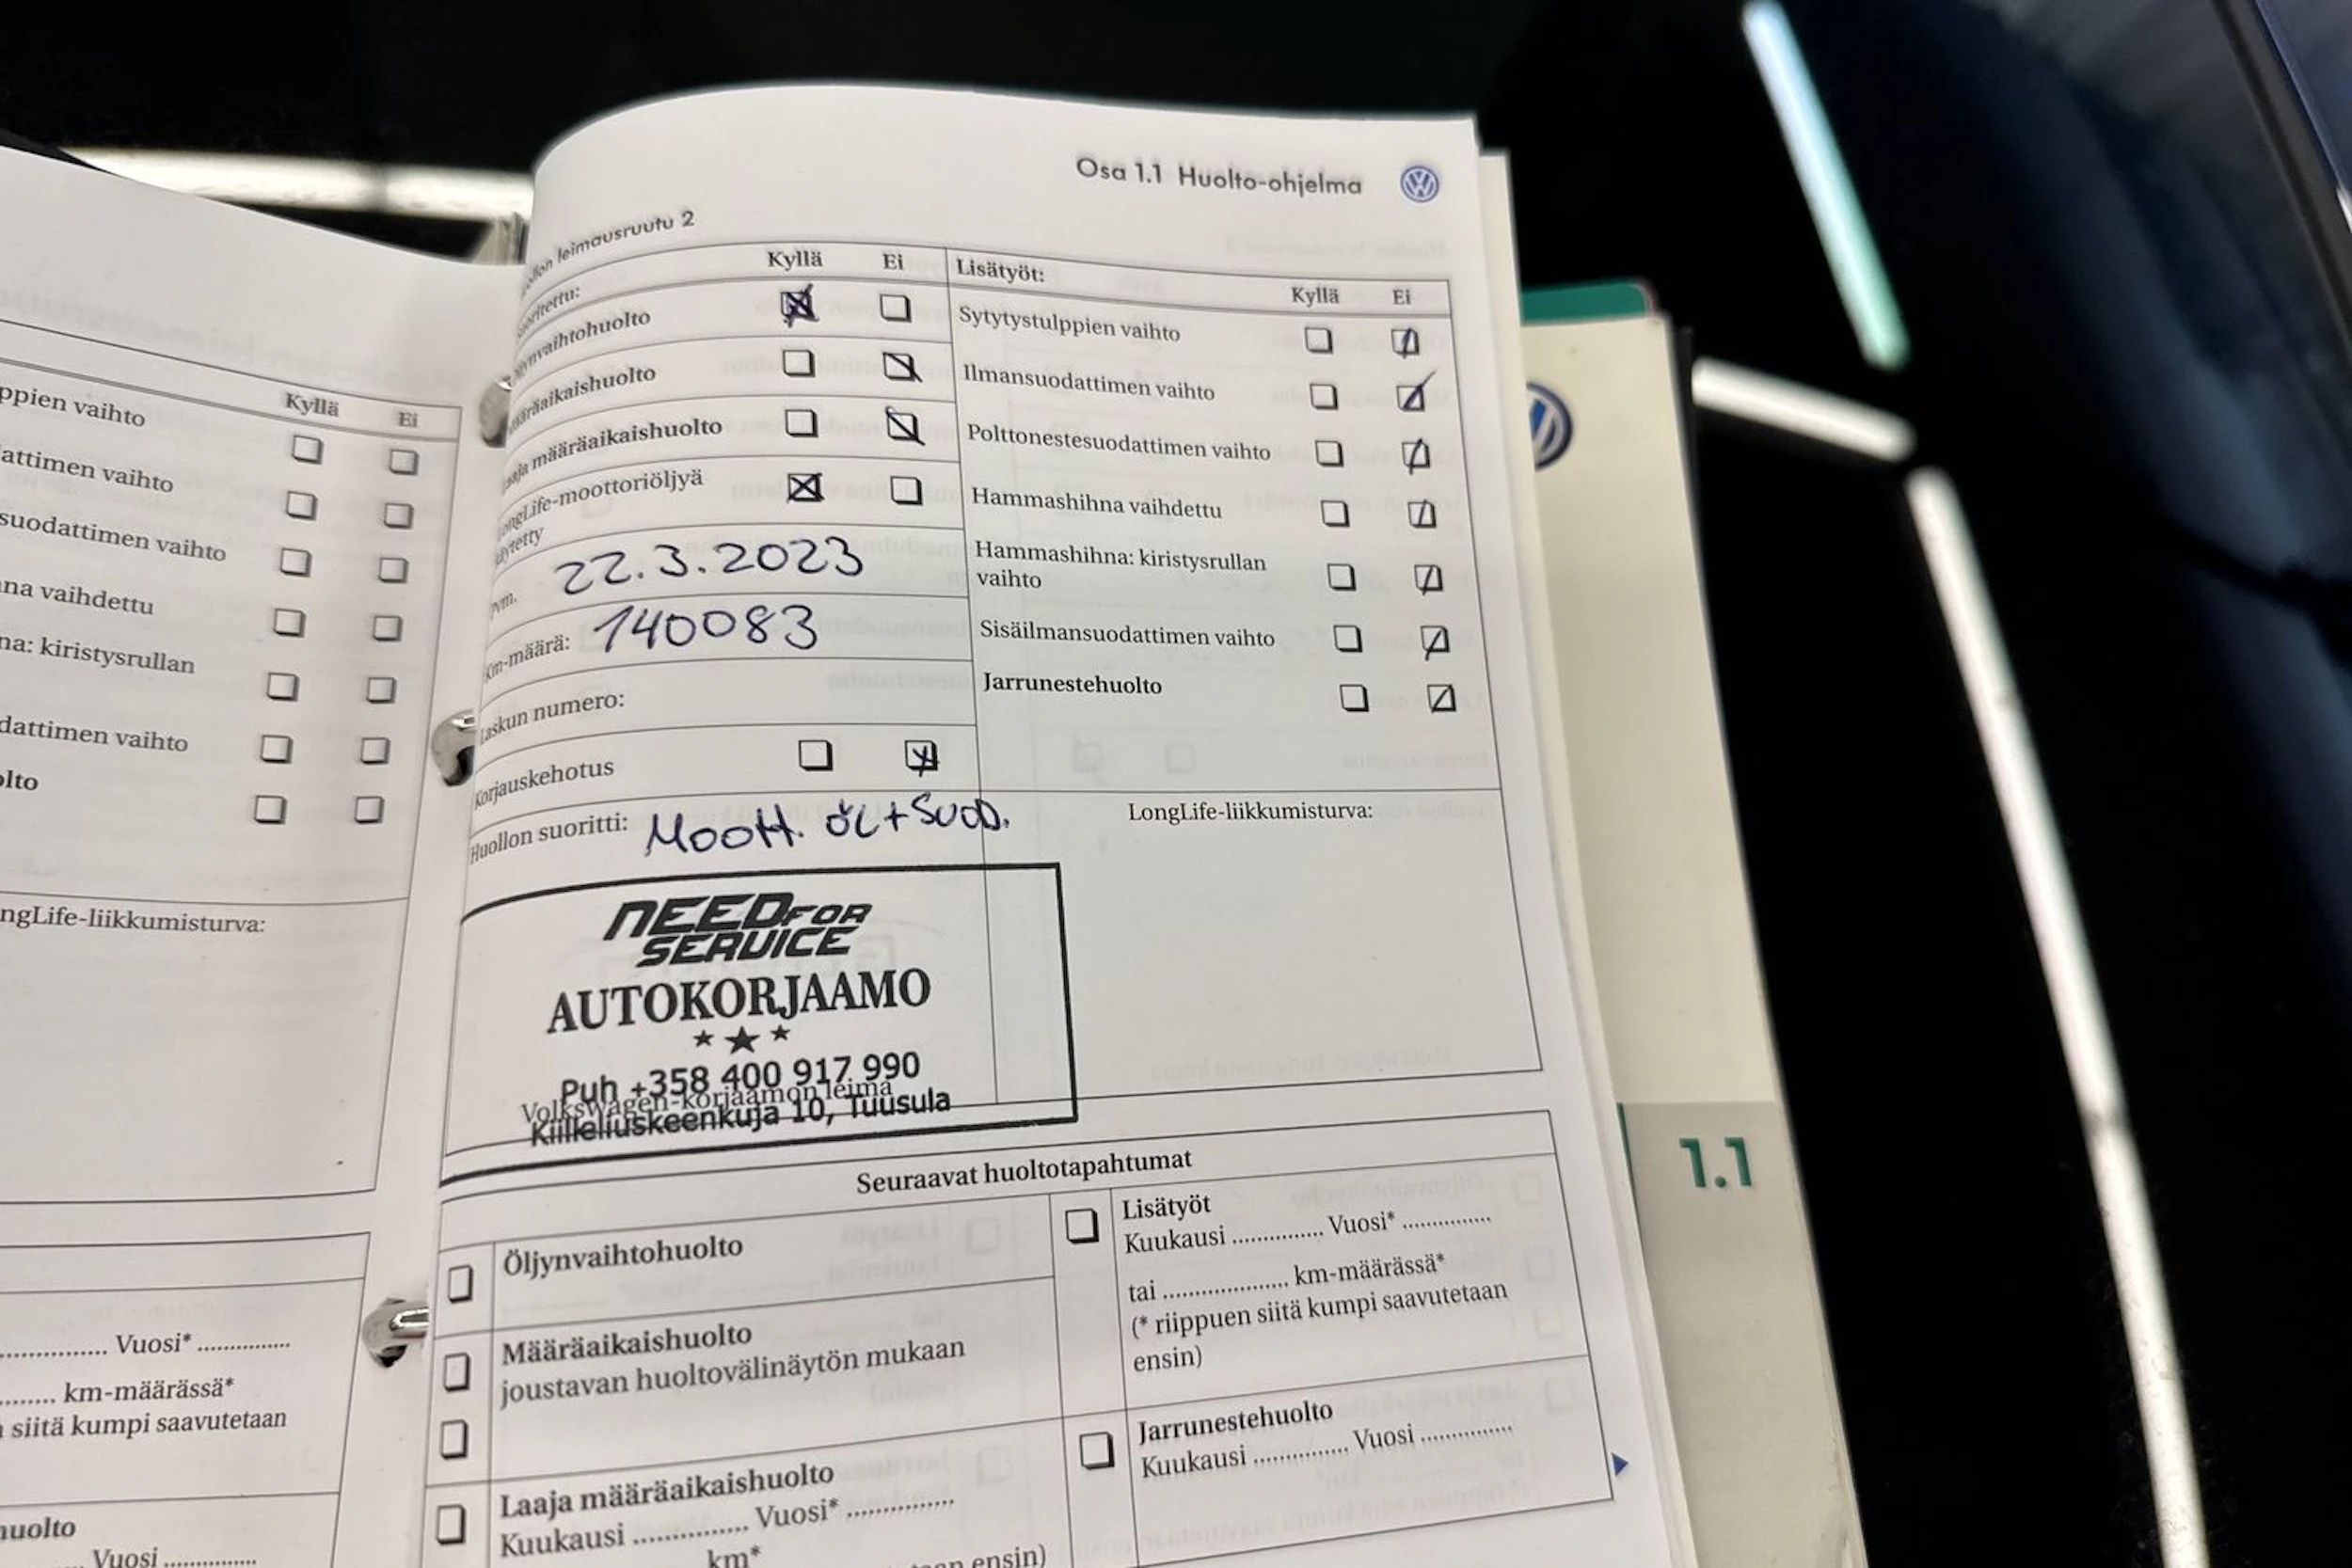 ppien vaihto
Kyllä Ei
attimen vaihto
suodattimen vaihto
na vaihdettu
na: kiristysrullan
dattimen vaihto
olto
ngLife-liikkumisturva:
Vuosi*
km-määrässä*
siitä kumpi saavutetaan
huolto
Vuosi
Osa 1.1 Huolto-ohjelma
leimausruutu 2
Kyllä Ei
ynvaihtohuolto
määräaikaishuolto
Laaja määräaikaishuolto
LongLife-moottoriöljyä
käytetty
pvm. 22.3.2023
Km-määrä: 140083
Laskun numero:
Korjauskehotus
Huollon suoritti: Moott. öl+suod.
Lisätyöt:
Kyllä Ei
Sytytystulppien vaihto
Ilmansuodattimen vaihto
Polttonestesuodattimen vaihto
Hammashihna vaihdettu
Hammashihna: kiristysrullan
vaihto
Sisäilmansuodattimen vaihto
Jarrunestehuolto
LongLife-liikkumisturva:
NEED FOR
SERVICE
AUTOKORJAAMO
Puh +358 400 917 990
Volkswagen-korjaamon leima
Kiilleliuskeenkuja 10, Tuusula
Seuraavat huoltotapahtumat
Öljynvaihtohuolto
Määräaikaishuolto
joustavan huoltovälinäytön mukaan
Laaja määräaikaishuolto
Kuukausi ............... Vuosi* ..............
km*
ensin)
Lisätyöt
Kuukausi ............... Vuosi* ..............
tai .................... km-määrässä*
(* riippuen siitä kumpi saavutetaan
ensin)
Jarrunestehuolto
Kuukausi ............... Vuosi ...............
1.1